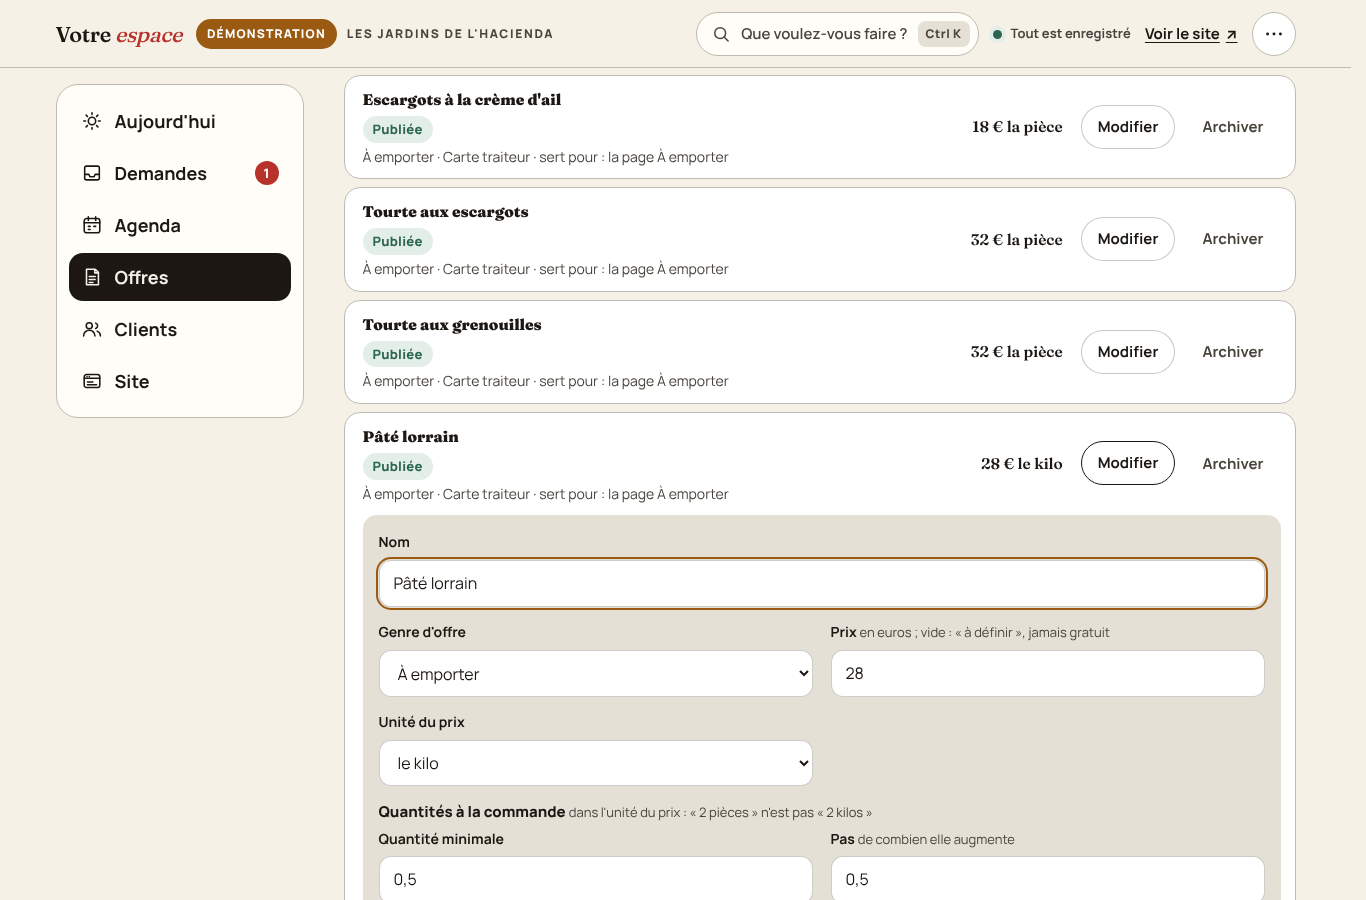 Votre espace DÉMONSTRATION LES JARDINS DE L'HACIENDA Que voulez-vous faire ? Ctrl K Tout est enregistré Voir le site
Aujourd'hui
Demandes 1
Agenda
Offres
Clients
Site
Escargots à la crème d'ail
Publiée
À emporter · Carte traiteur · sert pour : la page À emporter
18 € la pièce Modifier Archiver
Tourte aux escargots
Publiée
À emporter · Carte traiteur · sert pour : la page À emporter
32 € la pièce Modifier Archiver
Tourte aux grenouilles
Publiée
À emporter · Carte traiteur · sert pour : la page À emporter
32 € la pièce Modifier Archiver
Pâté lorrain
Publiée
À emporter · Carte traiteur · sert pour : la page À emporter
28 € le kilo Modifier Archiver
Nom
Pâté lorrain
Genre d'offre Prix en euros ; vide : « à définir », jamais gratuit
À emporter 28
Unité du prix
le kilo
Quantités à la commande dans l'unité du prix : « 2 pièces » n'est pas « 2 kilos »
Quantité minimale Pas de combien elle augmente
0,5 0,5